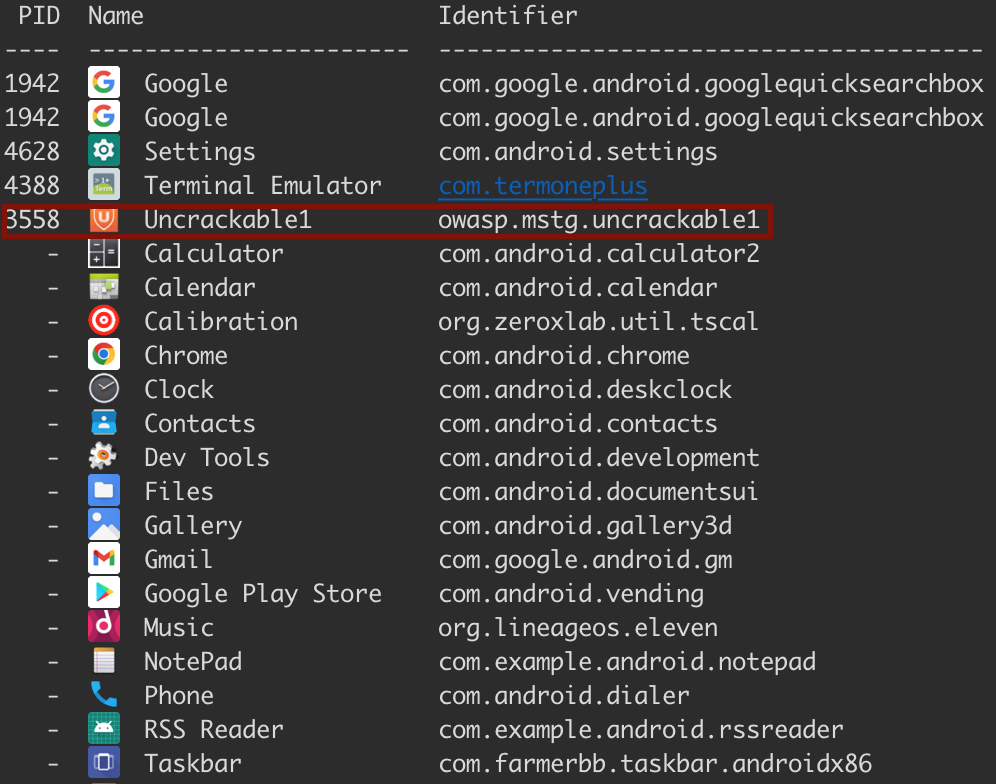 PID Name Identifier
---- ----------------------- ---------------------------------------
1942 Google com.google.android.googlequicksearchbox
1942 Google com.google.android.googlequicksearchbox
4628 Settings com.android.settings
4388 Terminal Emulator com.termoneplus
3558 Uncrackable1 owasp.mstg.uncrackable1
- Calculator com.android.calculator2
- Calendar com.android.calendar
- Calibration org.zeroxlab.util.tscal
- Chrome com.android.chrome
- Clock com.android.deskclock
- Contacts com.android.contacts
- Dev Tools com.android.development
- Files com.android.documentsui
- Gallery com.android.gallery3d
- Gmail com.google.android.gm
- Google Play Store com.android.vending
- Music org.lineageos.eleven
- NotePad com.example.android.notepad
- Phone com.android.dialer
- RSS Reader com.example.android.rssreader
- Taskbar com.farmerbb.taskbar.androidx86